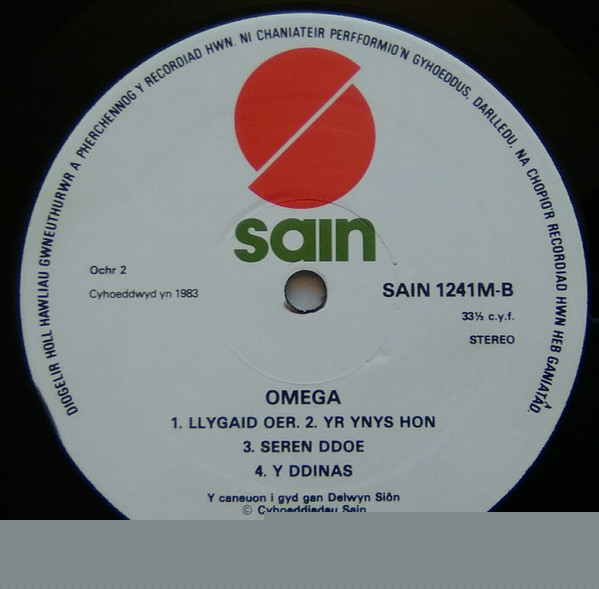 DIOGELIR HOLL HAWLIAU GWNEUTHURWR A PHERCHENNOG Y RECORDIAD HWN. NI CHANIATEIR PERFFORMIO'N GYHOEDDUS, DARLLEDU, NA CHOPIO'R RECORDIAD HWN HEB GANIATÂD.
sain
Ochr 2
Cyhoeddwyd yn 1983
SAIN 1241M-B
33⅓ c.y.f.
STEREO
OMEGA
1. LLYGAID OER. 2. YR YNYS HON
3. SEREN DDOE
4. Y DDINAS
Y caneuon i gyd gan Delwyn Siôn
© Cyhoeddiadau Sain